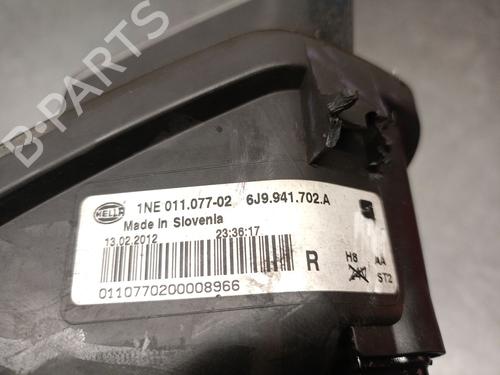 B-PARTS
HELLA
1NE 011.077-02 6J9.941.702.A
Made in Slovenia
13.02.2012 23:36:17
R
H8 AA
ST2
0110770200008966